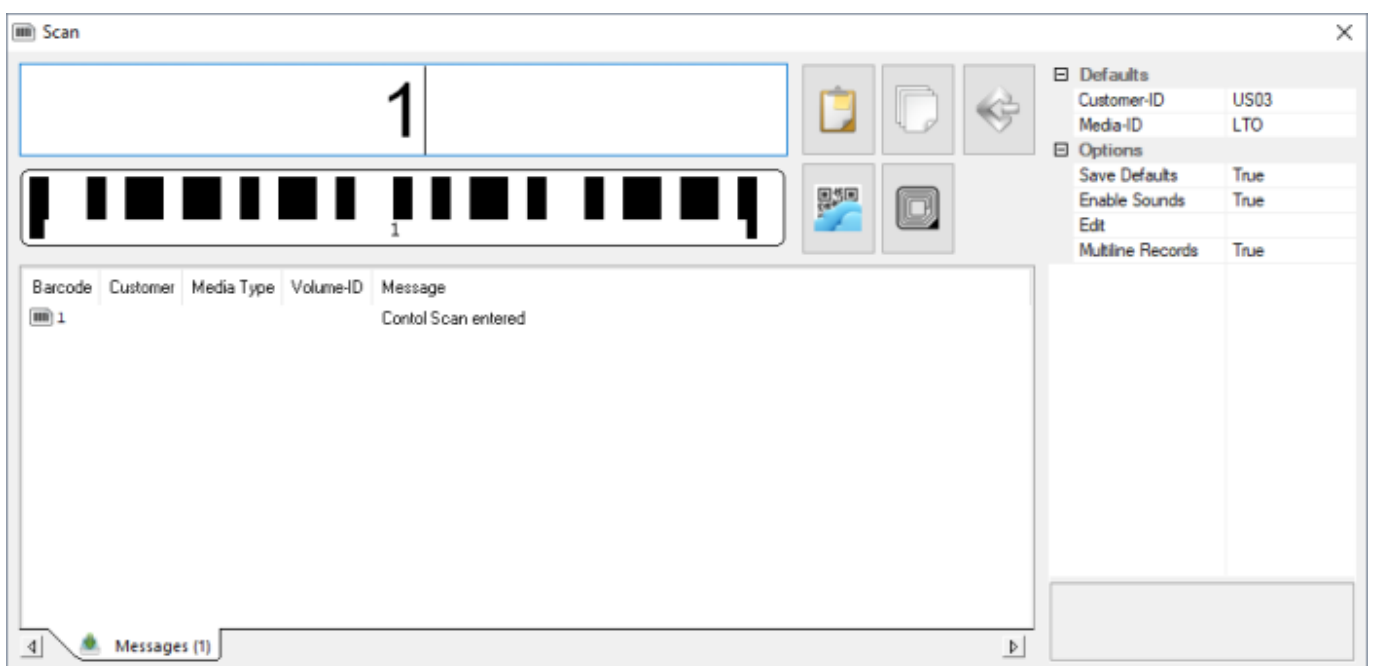 Scan
1
1
Barcode Customer Media Type Volume-ID Message
1 Contol Scan entered
Messages (1)
Defaults
Customer-ID US03
Media-ID LTO
Options
Save Defaults True
Enable Sounds True
Edit
Multiline Records True